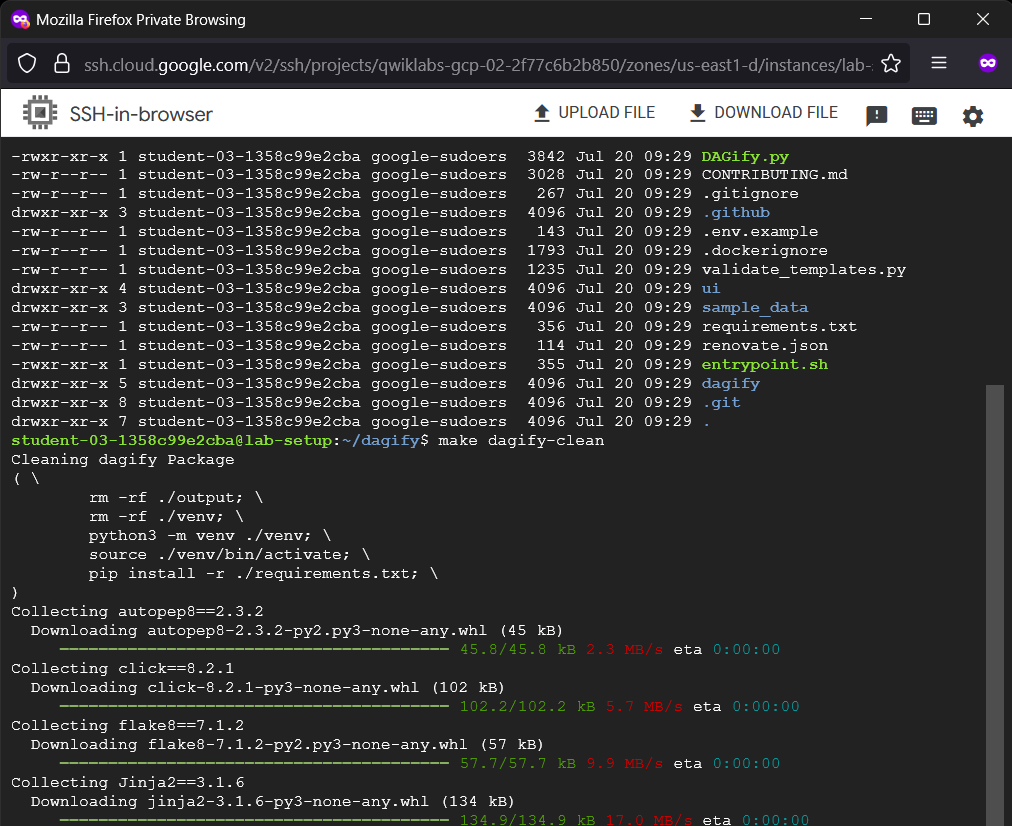 Mozilla Firefox Private Browsing
ssh.cloud.google.com/v2/ssh/projects/qwiklabs-gcp-02-2f77c6b2b850/zones/us-east1-d/instances/lab-
SSH-in-browser
UPLOAD FILE
DOWNLOAD FILE
-rwxr-xr-x 1 student-03-1358c99e2cba google-sudoers  3842 Jul 20 09:29 DAGify.py
-rw-r--r-- 1 student-03-1358c99e2cba google-sudoers  3028 Jul 20 09:29 CONTRIBUTING.md
-rw-r--r-- 1 student-03-1358c99e2cba google-sudoers   267 Jul 20 09:29 .gitignore
drwxr-xr-x 3 student-03-1358c99e2cba google-sudoers  4096 Jul 20 09:29 .github
-rw-r--r-- 1 student-03-1358c99e2cba google-sudoers   143 Jul 20 09:29 .env.example
-rw-r--r-- 1 student-03-1358c99e2cba google-sudoers  1793 Jul 20 09:29 .dockerignore
-rw-r--r-- 1 student-03-1358c99e2cba google-sudoers  1235 Jul 20 09:29 validate_templates.py
drwxr-xr-x 4 student-03-1358c99e2cba google-sudoers  4096 Jul 20 09:29 ui
drwxr-xr-x 3 student-03-1358c99e2cba google-sudoers  4096 Jul 20 09:29 sample_data
-rw-r--r-- 1 student-03-1358c99e2cba google-sudoers   356 Jul 20 09:29 requirements.txt
-rw-r--r-- 1 student-03-1358c99e2cba google-sudoers   114 Jul 20 09:29 renovate.json
-rwxr-xr-x 1 student-03-1358c99e2cba google-sudoers   355 Jul 20 09:29 entrypoint.sh
drwxr-xr-x 5 student-03-1358c99e2cba google-sudoers  4096 Jul 20 09:29 dagify
drwxr-xr-x 8 student-03-1358c99e2cba google-sudoers  4096 Jul 20 09:29 .git
drwxr-xr-x 7 student-03-1358c99e2cba google-sudoers  4096 Jul 20 09:29 .
student-03-1358c99e2cba@lab-setup:~/dagify$ make dagify-clean
Cleaning dagify Package
( \
rm -rf ./output; \
rm -rf ./venv; \
python3 -m venv ./venv; \
source ./venv/bin/activate; \
pip install -r ./requirements.txt; \
)
Collecting autopep8==2.3.2
Downloading autopep8-2.3.2-py2.py3-none-any.whl (45 kB)
45.8/45.8 kB 2.3 MB/s eta 0:00:00
Collecting click==8.2.1
Downloading click-8.2.1-py3-none-any.whl (102 kB)
102.2/102.2 kB 5.7 MB/s eta 0:00:00
Collecting flake8==7.1.2
Downloading flake8-7.1.2-py2.py3-none-any.whl (57 kB)
57.7/57.7 kB 9.9 MB/s eta 0:00:00
Collecting Jinja2==3.1.6
Downloading jinja2-3.1.6-py3-none-any.whl (134 kB)
134.9/134.9 kB 17.0 MB/s eta 0:00:00